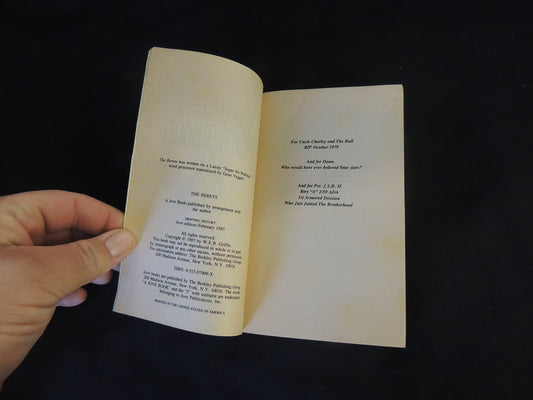 The Berets was written on a Lanier "Super No Problem"
word processor maintained by Gene Vagen.
THE BERETS
A Jove Book/published by arrangement with
the author
PRINTING HISTORY
Jove edition/February 1985
All rights reserved.
Copyright © 1985 by W.E.B. Griffin.
This book may not be reproduced in whole or in part,
by mimeograph or any other means, without permission.
For information address: The Berkley Publishing Group,
200 Madison Avenue, New York, N.Y. 10016.
ISBN: 0-515-07909-X
Jove books are published by The Berkley Publishing Group,
200 Madison Avenue, New York, N.Y. 10016. The words
"A JOVE BOOK" and the "J" with sunburst are trademarks
belonging to Jove Publications, Inc.
PRINTED IN THE UNITED STATES OF AMERICA
For Uncle Charley and The Bull
RIP October 1979
And for Donn.
Who would have ever believed four stars?
And for Pvt. J.S.B. II
Btry "A" 2/59 ADA
1st Armored Division
Who Just Joined The Brotherhood